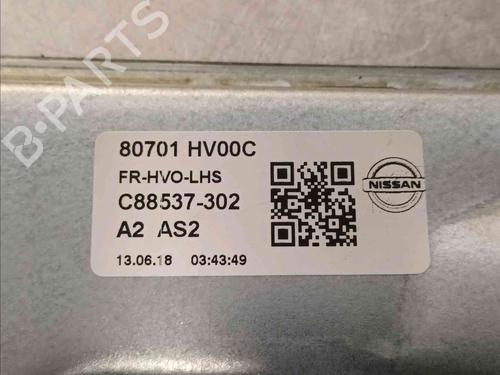 80701 HV00C
FR-HVO-LHS
C88537-302
A2 AS2
13.06.18 03:43:49
NISSAN
B-PARTS